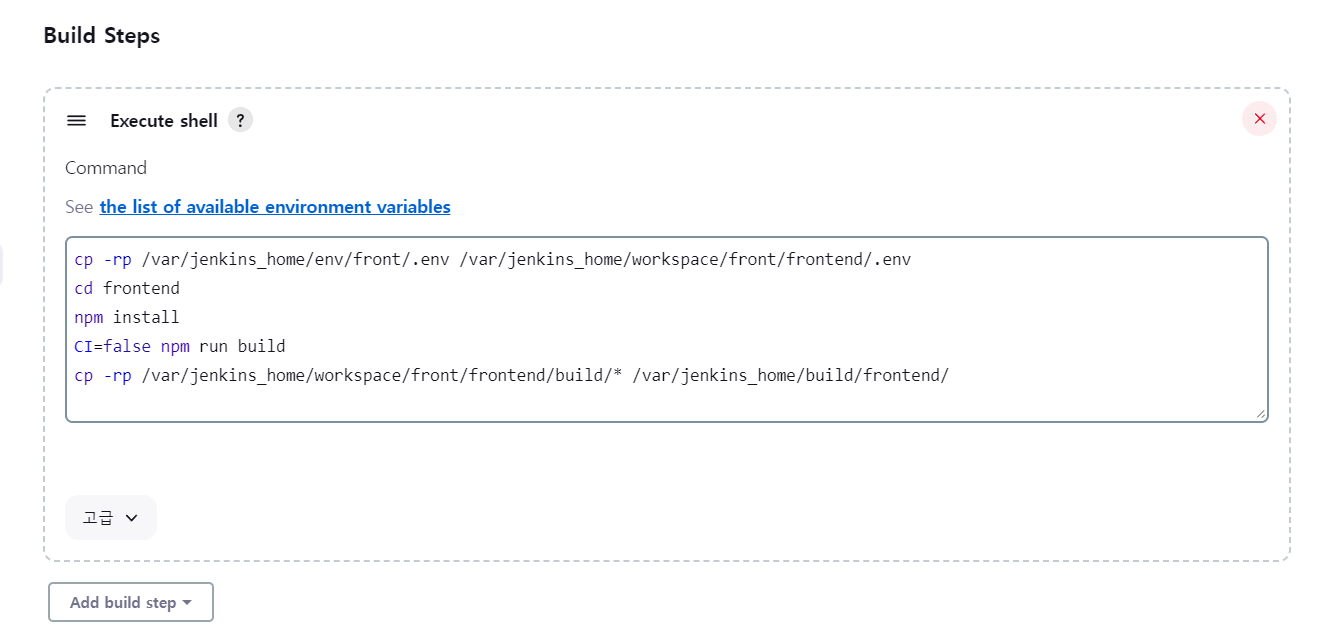 Build Steps
Execute shell ?
Command
See the list of available environment variables
cp -rp /var/jenkins_home/env/front/.env /var/jenkins_home/workspace/front/frontend/.env
cd frontend
npm install
CI=false npm run build
cp -rp /var/jenkins_home/workspace/front/frontend/build/* /var/jenkins_home/build/frontend/
고급
Add build step